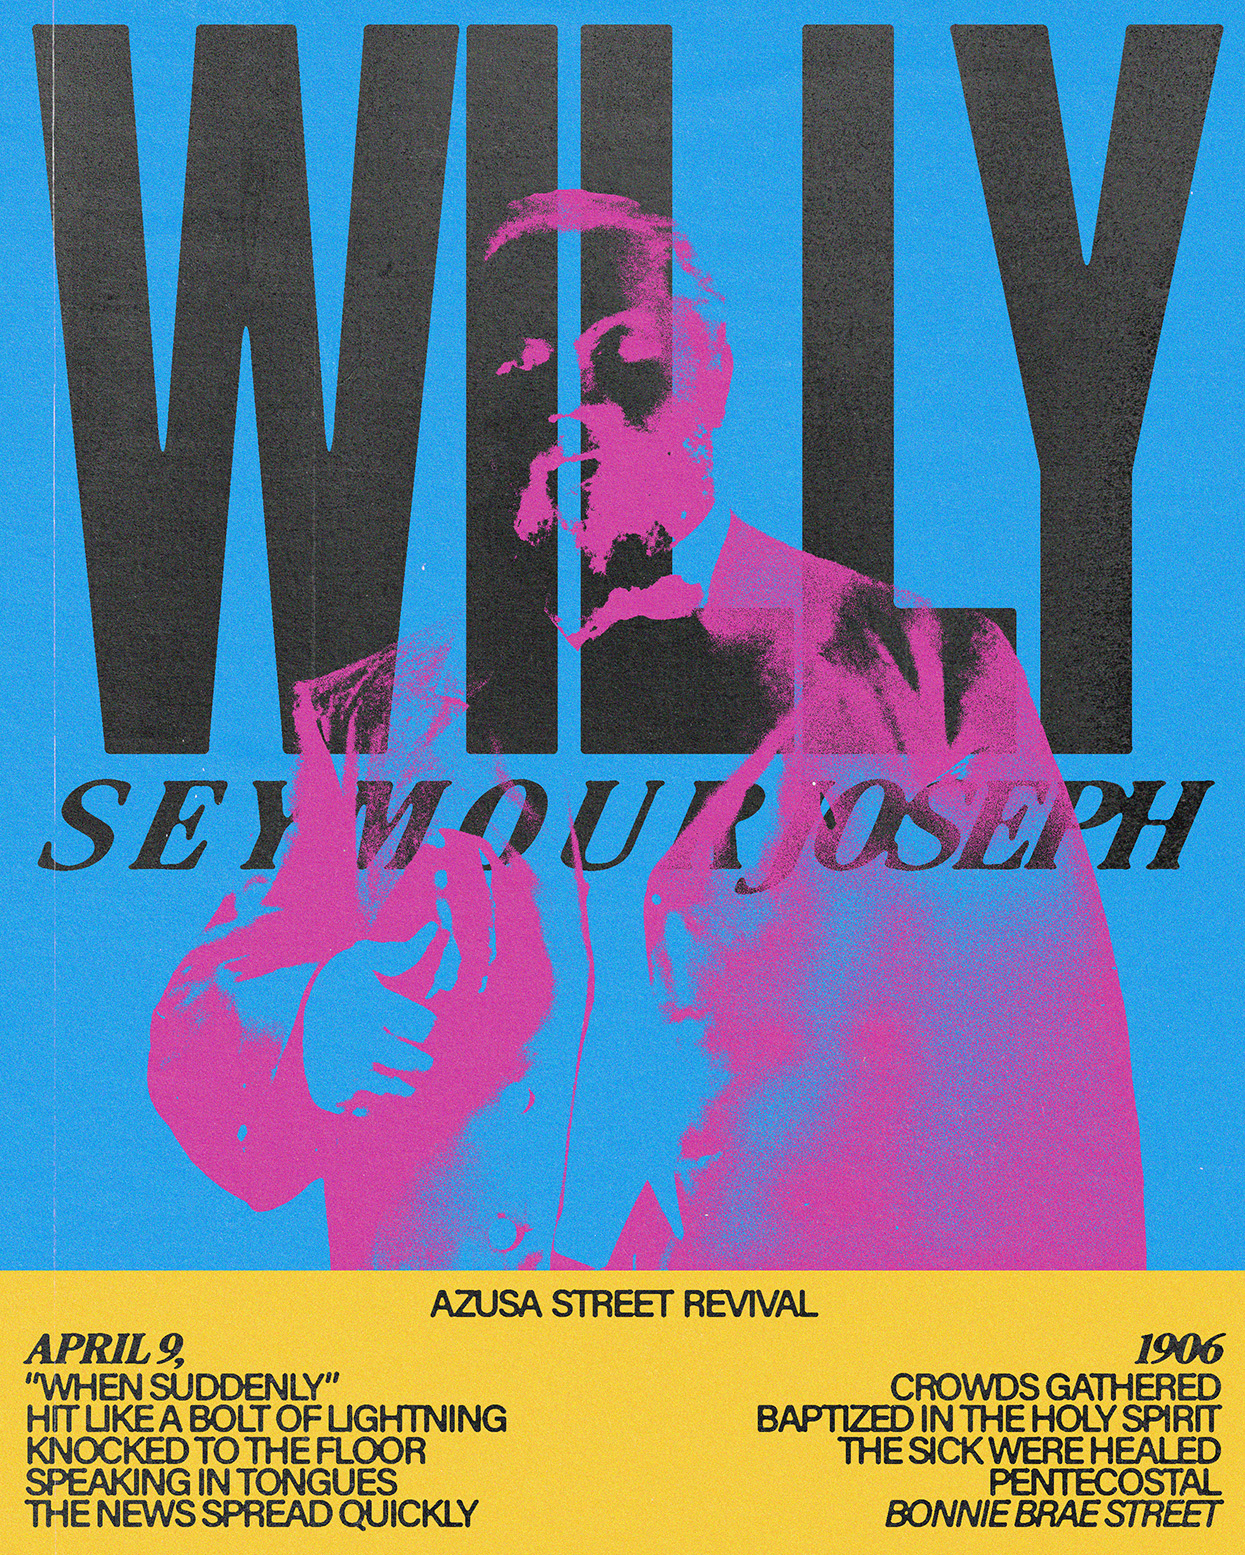 WILLY
SEYMOUR JOSEPH
AZUSA STREET REVIVAL
APRIL 9,
"WHEN SUDDENLY"
HIT LIKE A BOLT OF LIGHTNING
KNOCKED TO THE FLOOR
SPEAKING IN TONGUES
THE NEWS SPREAD QUICKLY
1906
CROWDS GATHERED
BAPTIZED IN THE HOLY SPIRIT
THE SICK WERE HEALED
PENTECOSTAL
BONNIE BRAE STREET